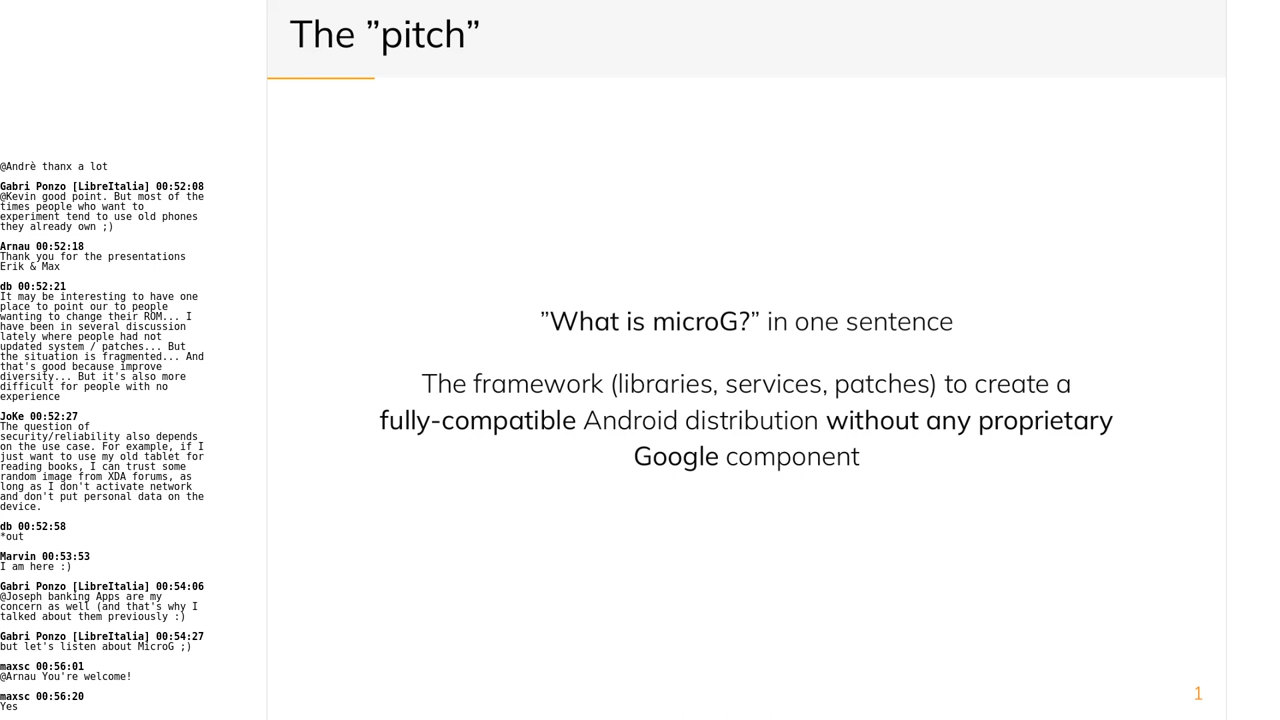 The ”pitch”
@Andrè thanx a lot
Gabri Ponzo [LibreItalia] 00:52:08
@Kevin good point. But most of the
times people who want to
experiment tend to use old phones
they already own ;)
Arnau 00:52:18
Thank you for the presentations
Erik & Max
db 00:52:21
It may be interesting to have one
place to point our to people
wanting to change their ROM... I
have been in several discussion
lately where people had not
updated system / patches... But
the situation is fragmented... And
that's good because improve
diversity... But it's also more
difficult for people with no
experience
JoKe 00:52:27
The question of
security/reliability also depends
on the use case. For example, if I
just want to use my old tablet for
reading books, I can trust some
random image from XDA forums, as
long as I don't activate network
and don't put personal data on the
device.
db 00:52:58
*out
Marvin 00:53:53
I am here :)
Gabri Ponzo [LibreItalia] 00:54:06
@Joseph banking Apps are my
concern as well (and that's why I
talked about them previously :)
Gabri Ponzo [LibreItalia] 00:54:27
but let's listen about MicroG ;)
maxsc 00:56:01
@Arnau You're welcome!
maxsc 00:56:20
Yes
”What is microG?” in one sentence
The framework (libraries, services, patches) to create a
fully-compatible Android distribution without any proprietary
Google component
1